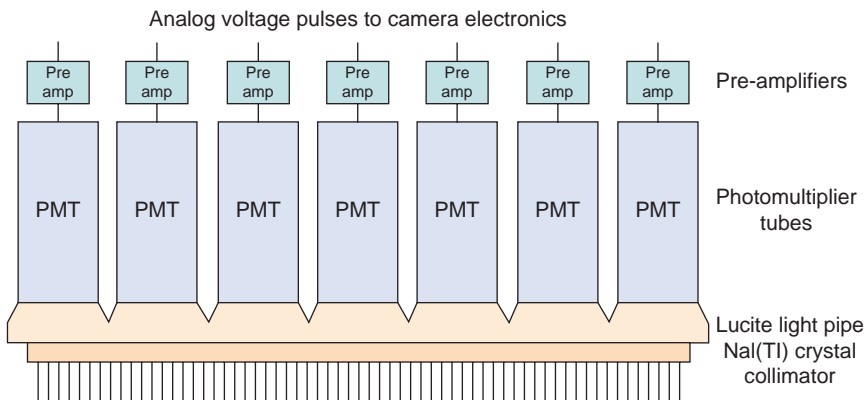 Analog voltage pulses to camera electronics
Pre amp
Pre amp
Pre amp
Pre amp
Pre amp
Pre amp
Pre amp
Pre-amplifiers
PMT
PMT
PMT
PMT
PMT
PMT
PMT
Photomultiplier
tubes
Lucite light pipe
NaI(TI) crystal
collimator